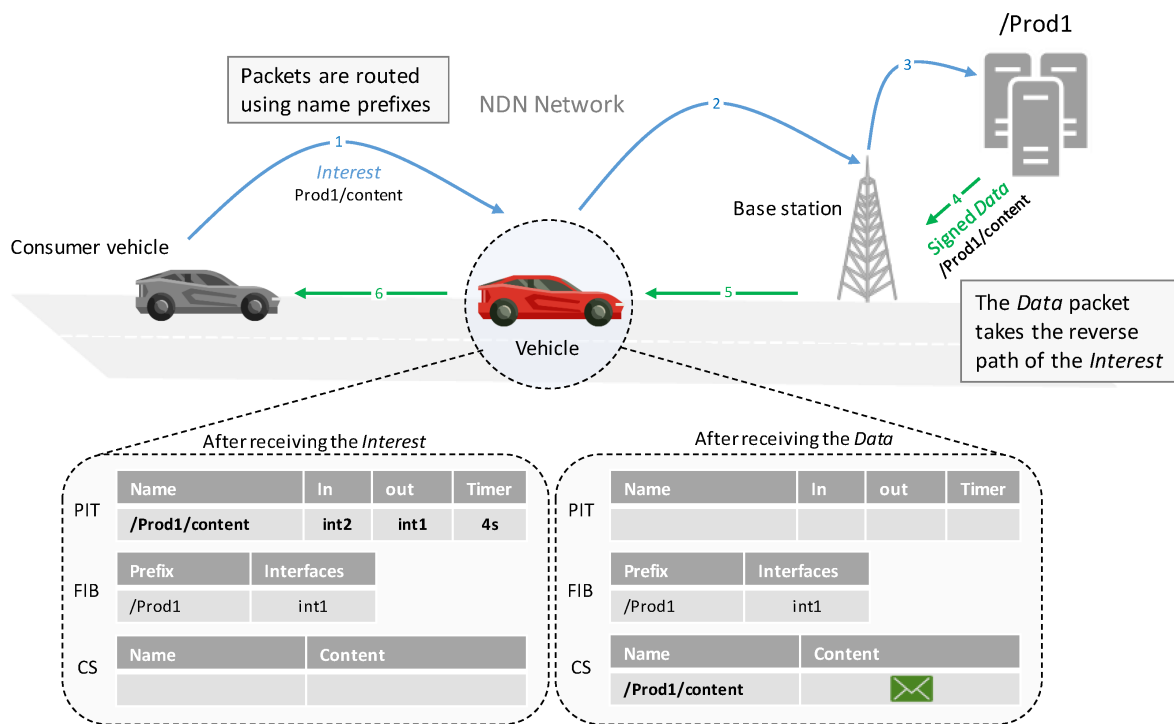 /Prod1
Packets are routed
using name prefixes
NDN Network
1
2
3
Interest
Prod1/content
Base station
4
Signed Data
/Prod1/content
Consumer vehicle
6
5
Vehicle
The Data packet
takes the reverse
path of the Interest
After receiving the Interest
PIT
Name In out Timer
/Prod1/content int2 int1 4s
FIB
Prefix Interfaces
/Prod1 int1
CS
Name Content
After receiving the Data
PIT
Name In out Timer
FIB
Prefix Interfaces
/Prod1 int1
CS
Name Content
/Prod1/content